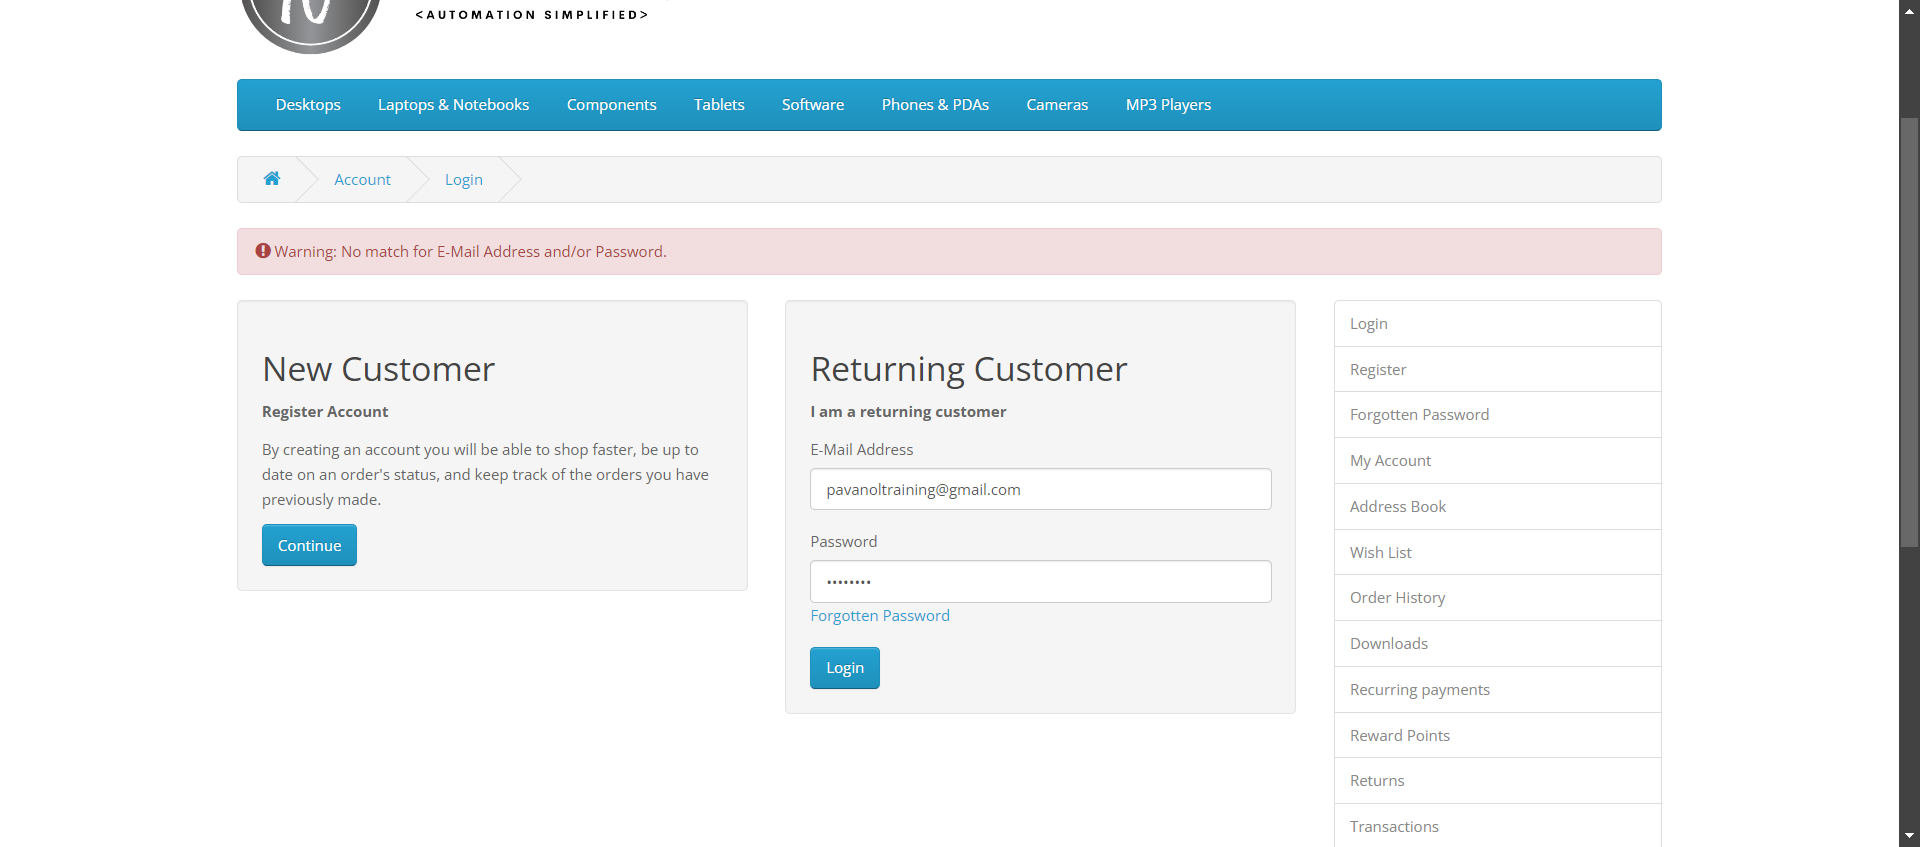 <AUTOMATION SIMPLIFIED>
Desktops Laptops & Notebooks Components Tablets Software Phones & PDAs Cameras MP3 Players
Account Login
Warning: No match for E-Mail Address and/or Password.
New Customer
Register Account
By creating an account you will be able to shop faster, be up to
date on an order's status, and keep track of the orders you have
previously made.
Continue
Returning Customer
I am a returning customer
E-Mail Address
pavanoltraining@gmail.com
Password
••••••••
Forgotten Password
Login
Login
Register
Forgotten Password
My Account
Address Book
Wish List
Order History
Downloads
Recurring payments
Reward Points
Returns
Transactions